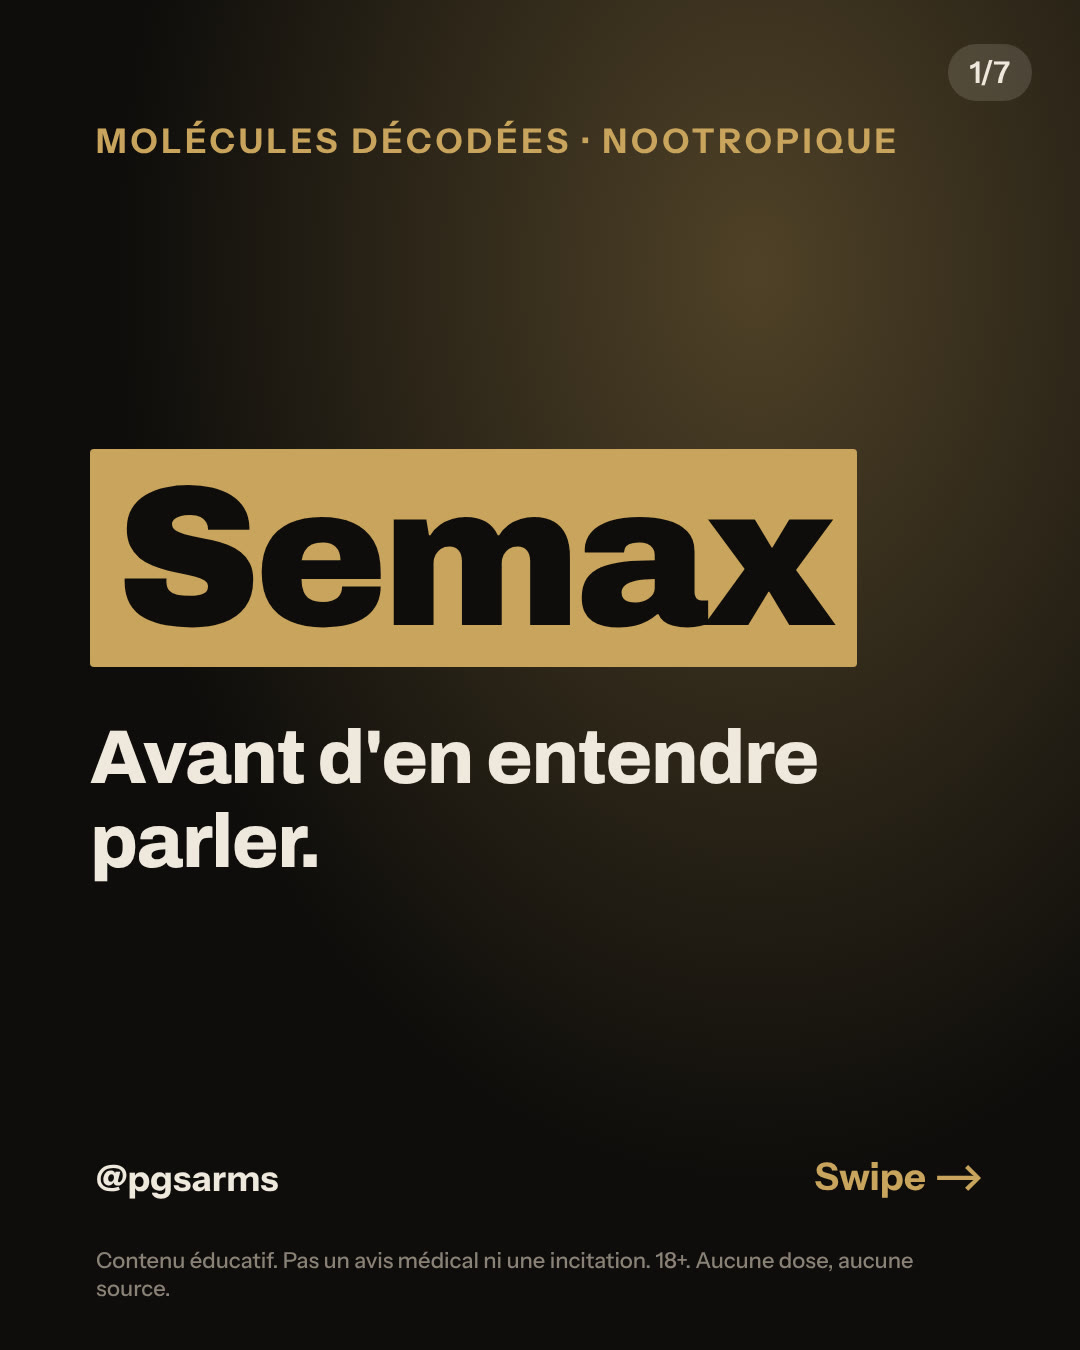 1/7
MOLÉCULES DÉCODÉES · NOOTROPIQUE
Semax
Avant d'en entendre
parler.
@pgsarms
Swipe →
Contenu éducatif. Pas un avis médical ni une incitation. 18+. Aucune dose, aucune
source.